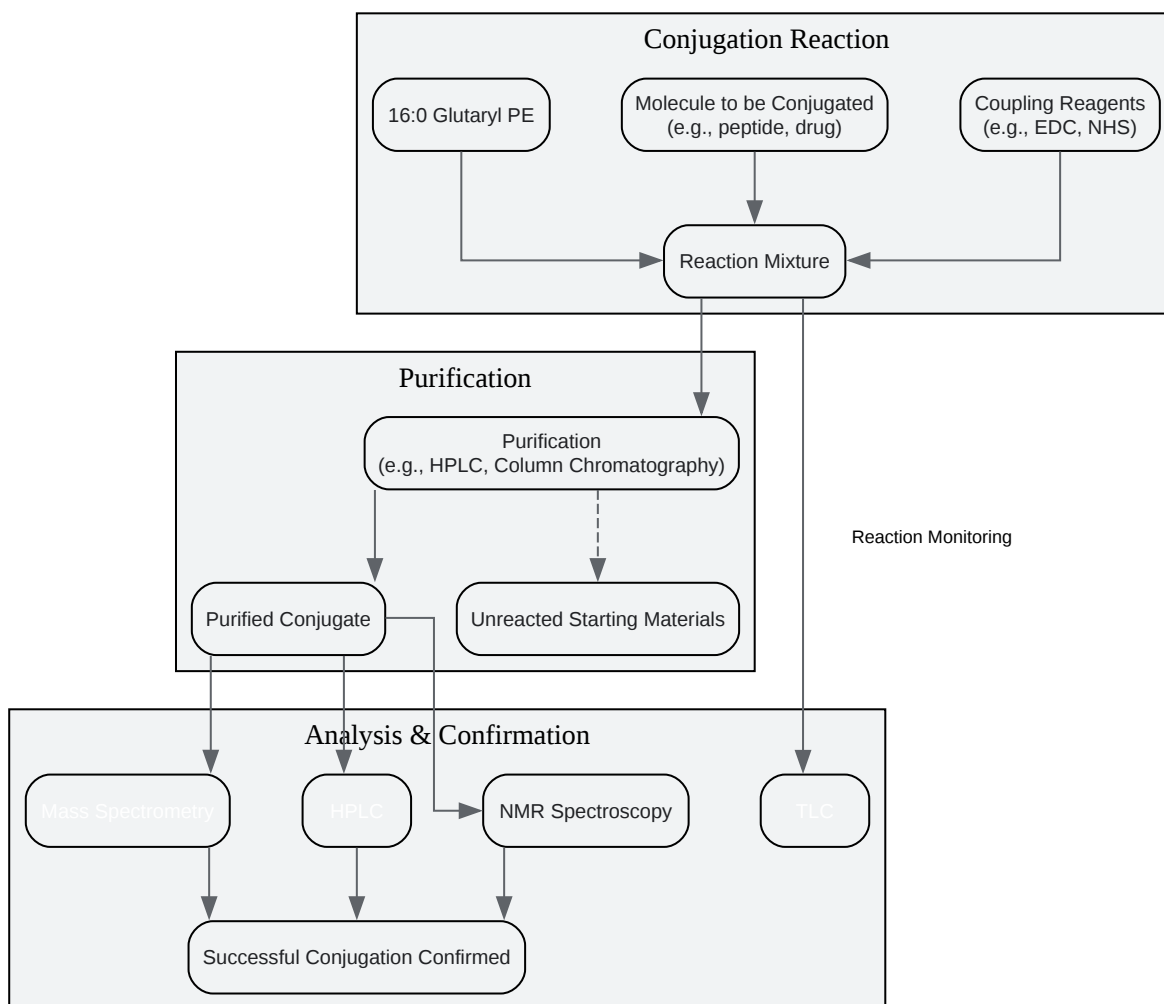 Conjugation Reaction
16:0 Glutaryl PE
Molecule to be Conjugated
(e.g., peptide, drug)
Coupling Reagents
(e.g., EDC, NHS)
Reaction Mixture
Purification
Purification
(e.g., HPLC, Column Chromatography)
Reaction Monitoring
Purified Conjugate
Unreacted Starting Materials
Analysis & Confirmation
Mass Spectrometry
HPLC
NMR Spectroscopy
TLC
Successful Conjugation Confirmed